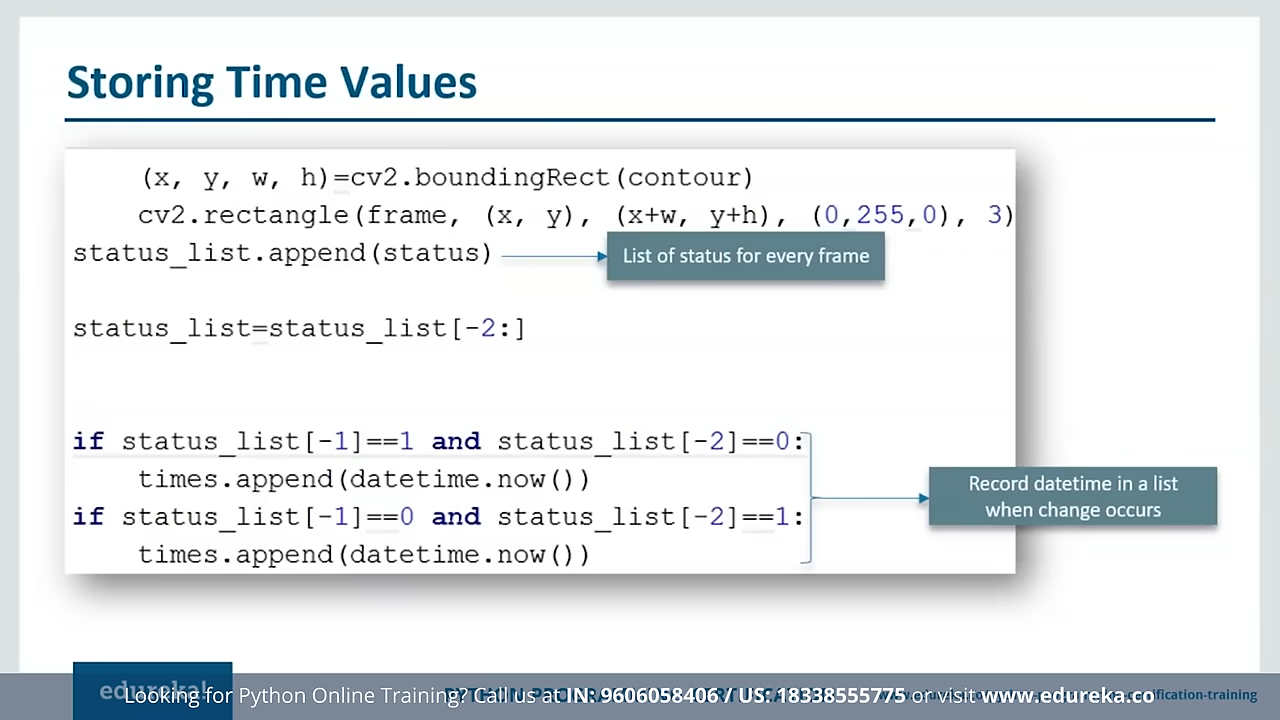 Storing Time Values
(x, y, w, h)=cv2.boundingRect(contour)
cv2.rectangle(frame, (x, y), (x+w, y+h), (0,255,0), 3)
status_list.append(status)
List of status for every frame
status_list=status_list[-2:]
if status_list[-1]==1 and status_list[-2]==0:
times.append(datetime.now())
if status_list[-1]==0 and status_list[-2]==1:
times.append(datetime.now())
Record datetime in a list
when change occurs
edureka!
Looking for Python Online Training? Call us at IN: 9606058406 / US: 18338555775 or visit www.edureka.co